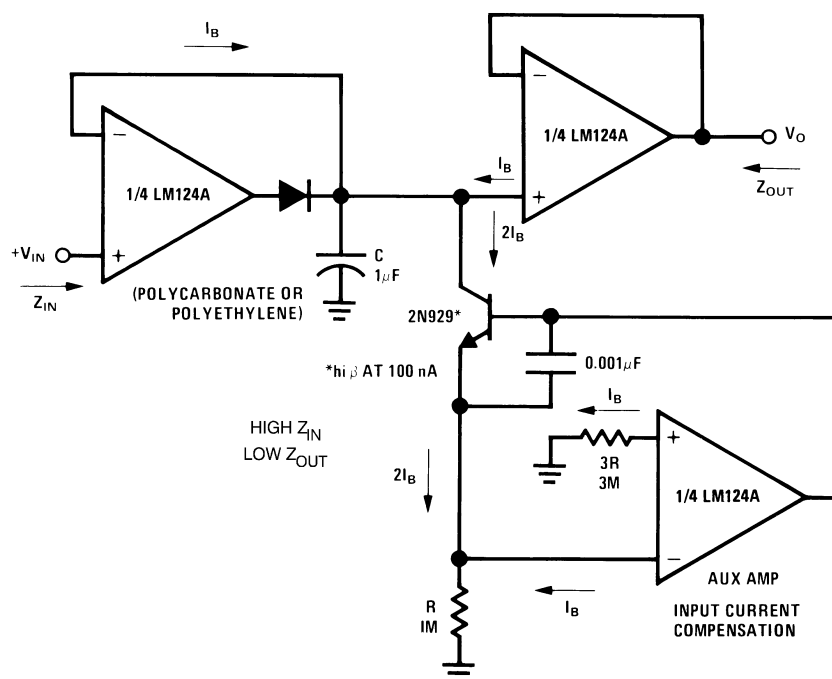 I_B
−
1/4 LM124A
+
+V_IN
Z_IN
C
1μF
(POLYCARBONATE OR
POLYETHYLENE)
−
1/4 LM124A
+
I_B
V_O
Z_OUT
2I_B
2N929*
*hi β AT 100 nA
0.001μF
HIGH Z_IN
LOW Z_OUT
I_B
+
3R
3M
1/4 LM124A
2I_B
−
AUX AMP
I_B
INPUT CURRENT
COMPENSATION
R
1M